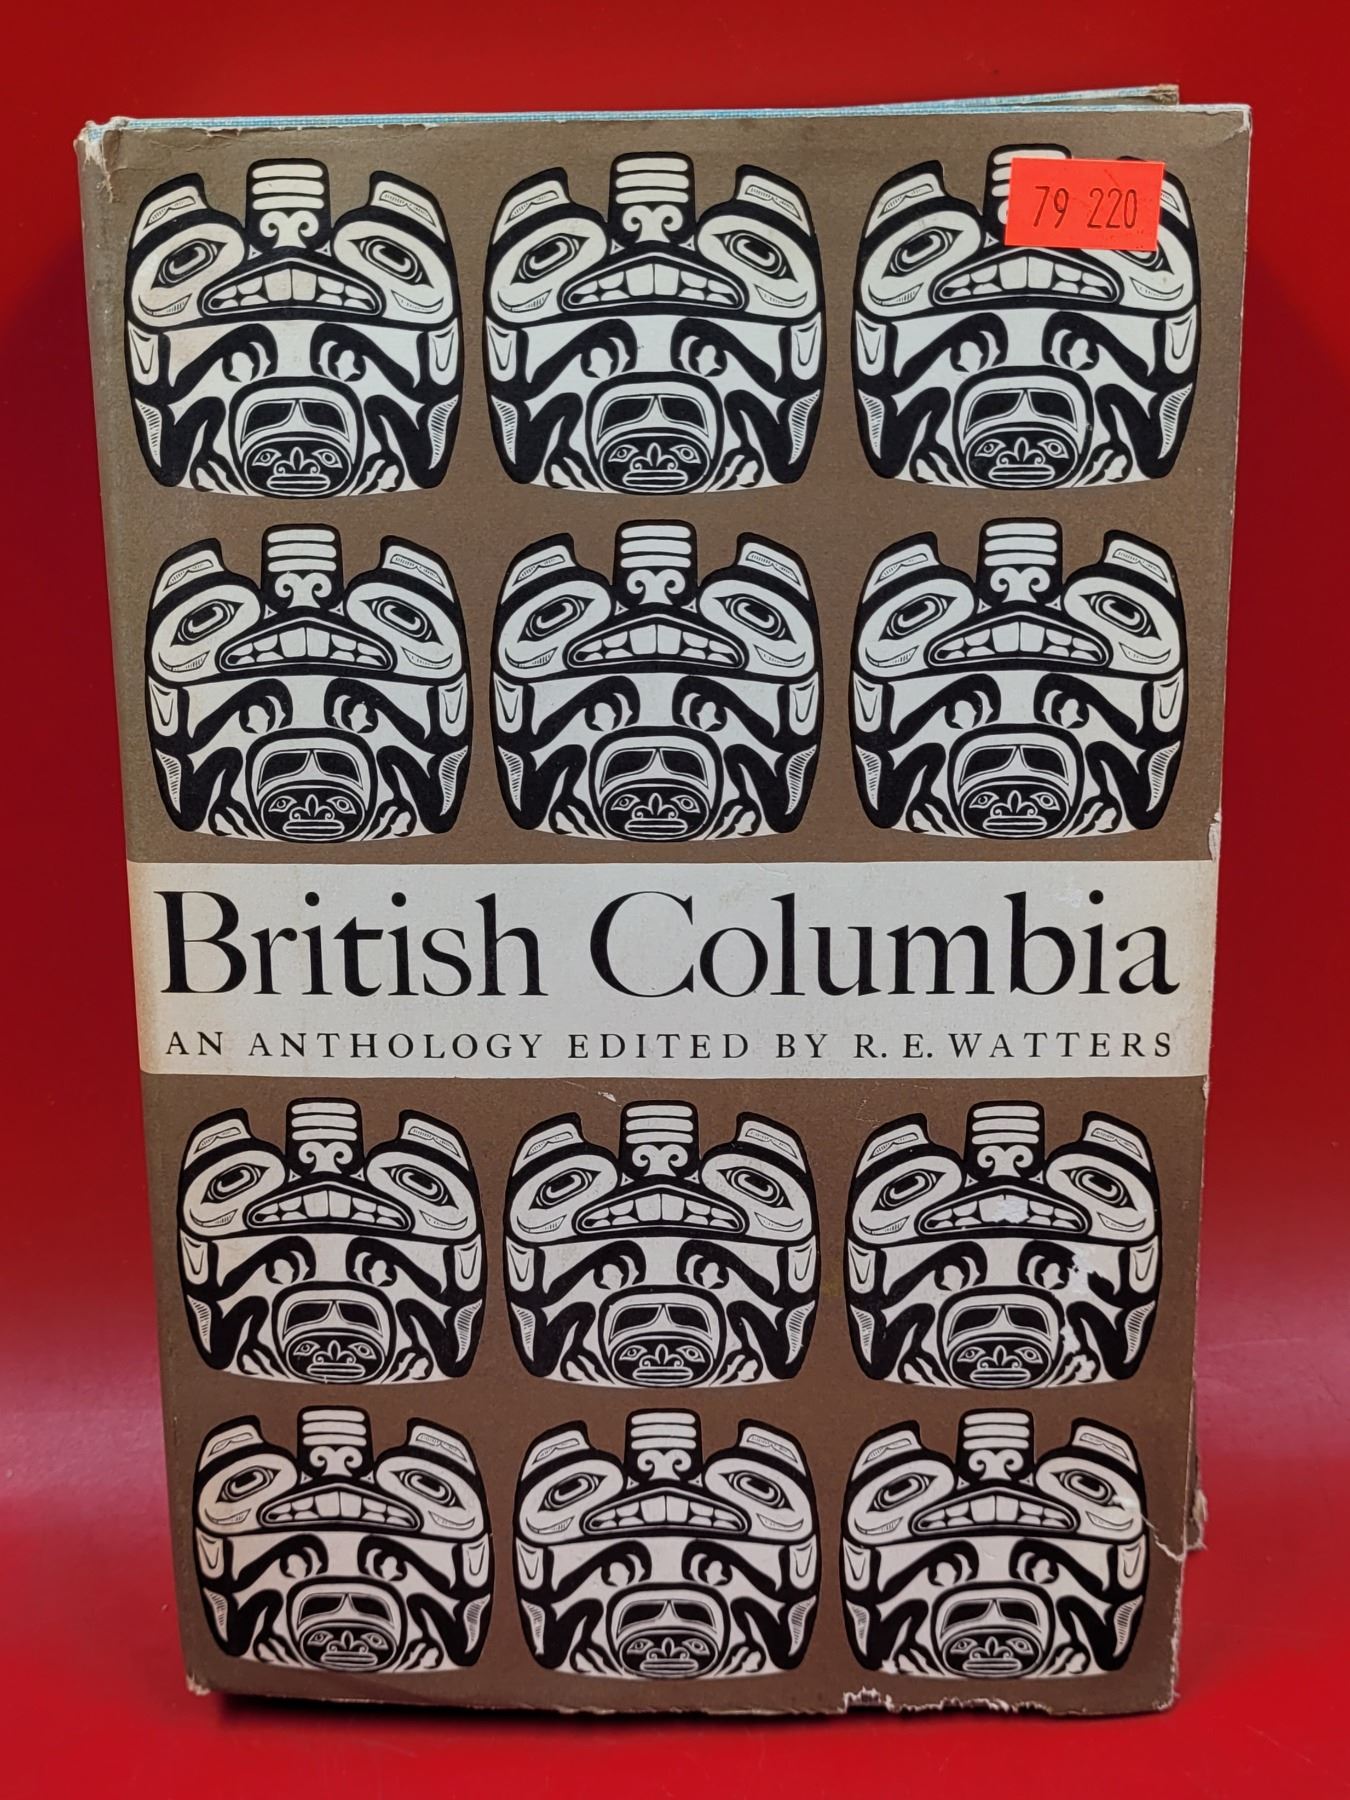 79 220
British Columbia
AN ANTHOLOGY EDITED BY R. E. WATTERS